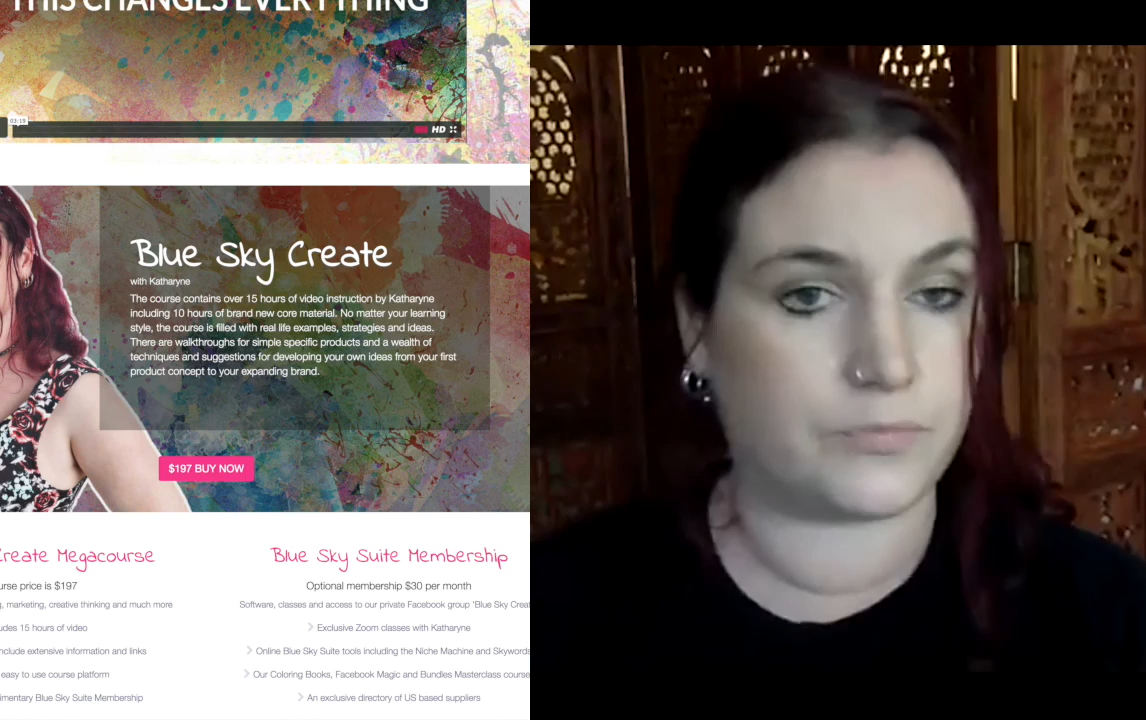 THIS CHANGES EVERYTHING
03:19
HD
Blue Sky Create
with Katharyne
The course contains over 15 hours of video instruction by Katharyne
including 10 hours of brand new core material. No matter your learning
style, the course is filled with real life examples, strategies and ideas.
There are walkthroughs for simple specific products and a wealth of
techniques and suggestions for developing your own ideas from your first
product concept to your expanding brand.
$197 BUY NOW
Create Megacourse
price is $197
marketing, creative thinking and much more
15 hours of video
include extensive information and links
easy to use course platform
Blue Sky Suite Membership
Blue Sky Suite Membership
Optional membership $30 per month
Software, classes and access to our private Facebook group 'Blue Sky
Exclusive Zoom classes with Katharyne
Online Blue Sky Suite tools including the Niche Machine and Skywords
Our Coloring Books, Facebook Magic and Bundles Masterclass course
An exclusive directory of US based suppliers